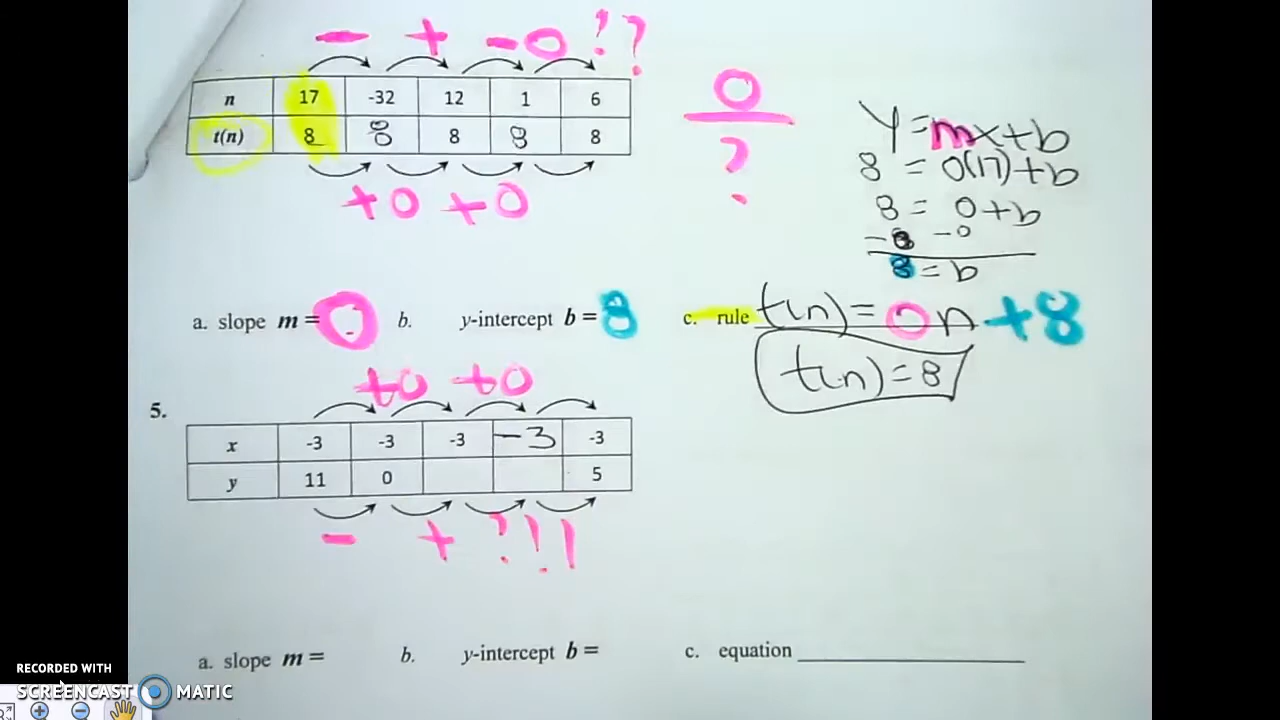 − + −0!?
n 17 -32 12 1 6
t(n) 8 8 8 8 8
+0 +0
0
?
Y=mx+b
8 = 0(17)+b
8 = 0+b
−0 −0
8 = b
a. slope m = 0 b. y-intercept b = 8 c. rule t(n) = 0n+8
t(n)=8
+0 +0
5.
x -3 -3 -3 -3 -3
y 11 0 5
− + ?!!
a. slope m = b. y-intercept b = c. equation
RECORDED WITH
SCREENCAST MATIC